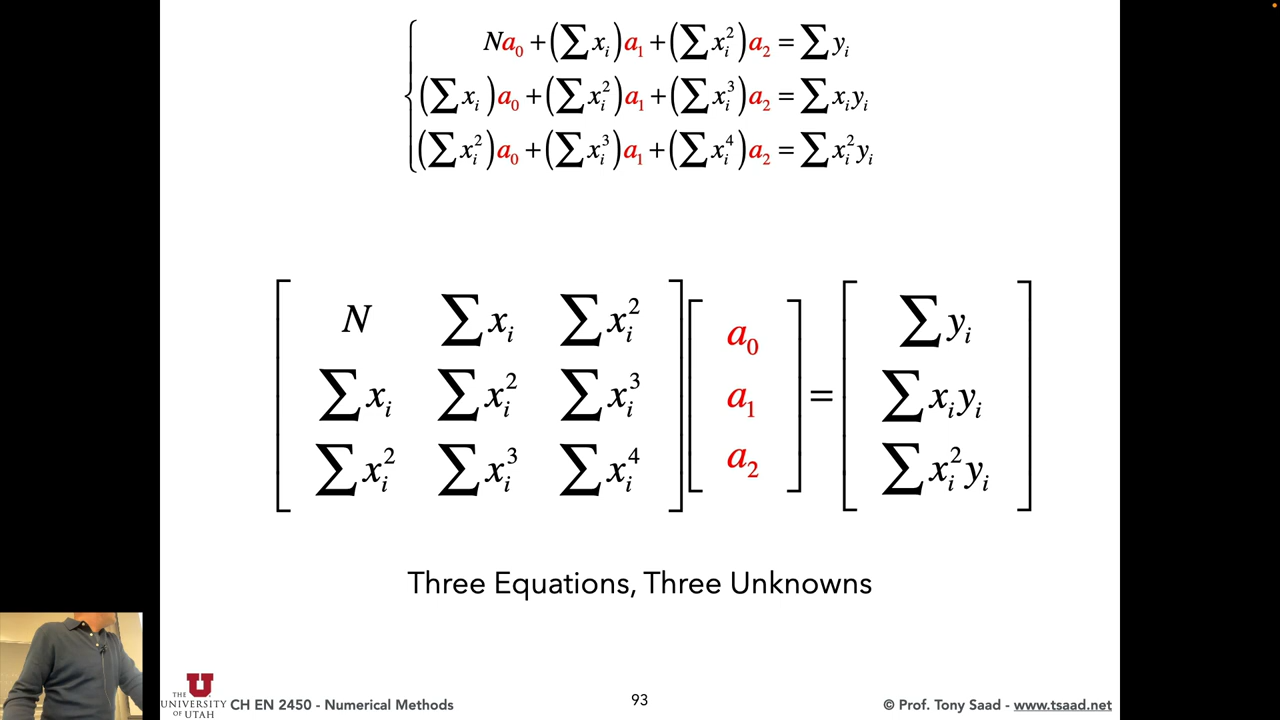 Na₀ + (∑ xᵢ)a₁ + (∑ xᵢ²)a₂ = ∑ yᵢ
(∑ xᵢ)a₀ + (∑ xᵢ²)a₁ + (∑ xᵢ³)a₂ = ∑ xᵢyᵢ
(∑ xᵢ²)a₀ + (∑ xᵢ³)a₁ + (∑ xᵢ⁴)a₂ = ∑ xᵢ²yᵢ
[ N ∑ xᵢ ∑ xᵢ² ] [ a₀ ] [ ∑ yᵢ ]
[ ∑ xᵢ ∑ xᵢ² ∑ xᵢ³ ] [ a₁ ] = [ ∑ xᵢyᵢ ]
[ ∑ xᵢ² ∑ xᵢ³ ∑ xᵢ⁴ ] [ a₂ ] [ ∑ xᵢ²yᵢ ]
Three Equations, Three Unknowns
THE
UNIVERSITY
OF UTAH
CH EN 2450 - Numerical Methods
93
© Prof. Tony Saad - www.tsaad.net